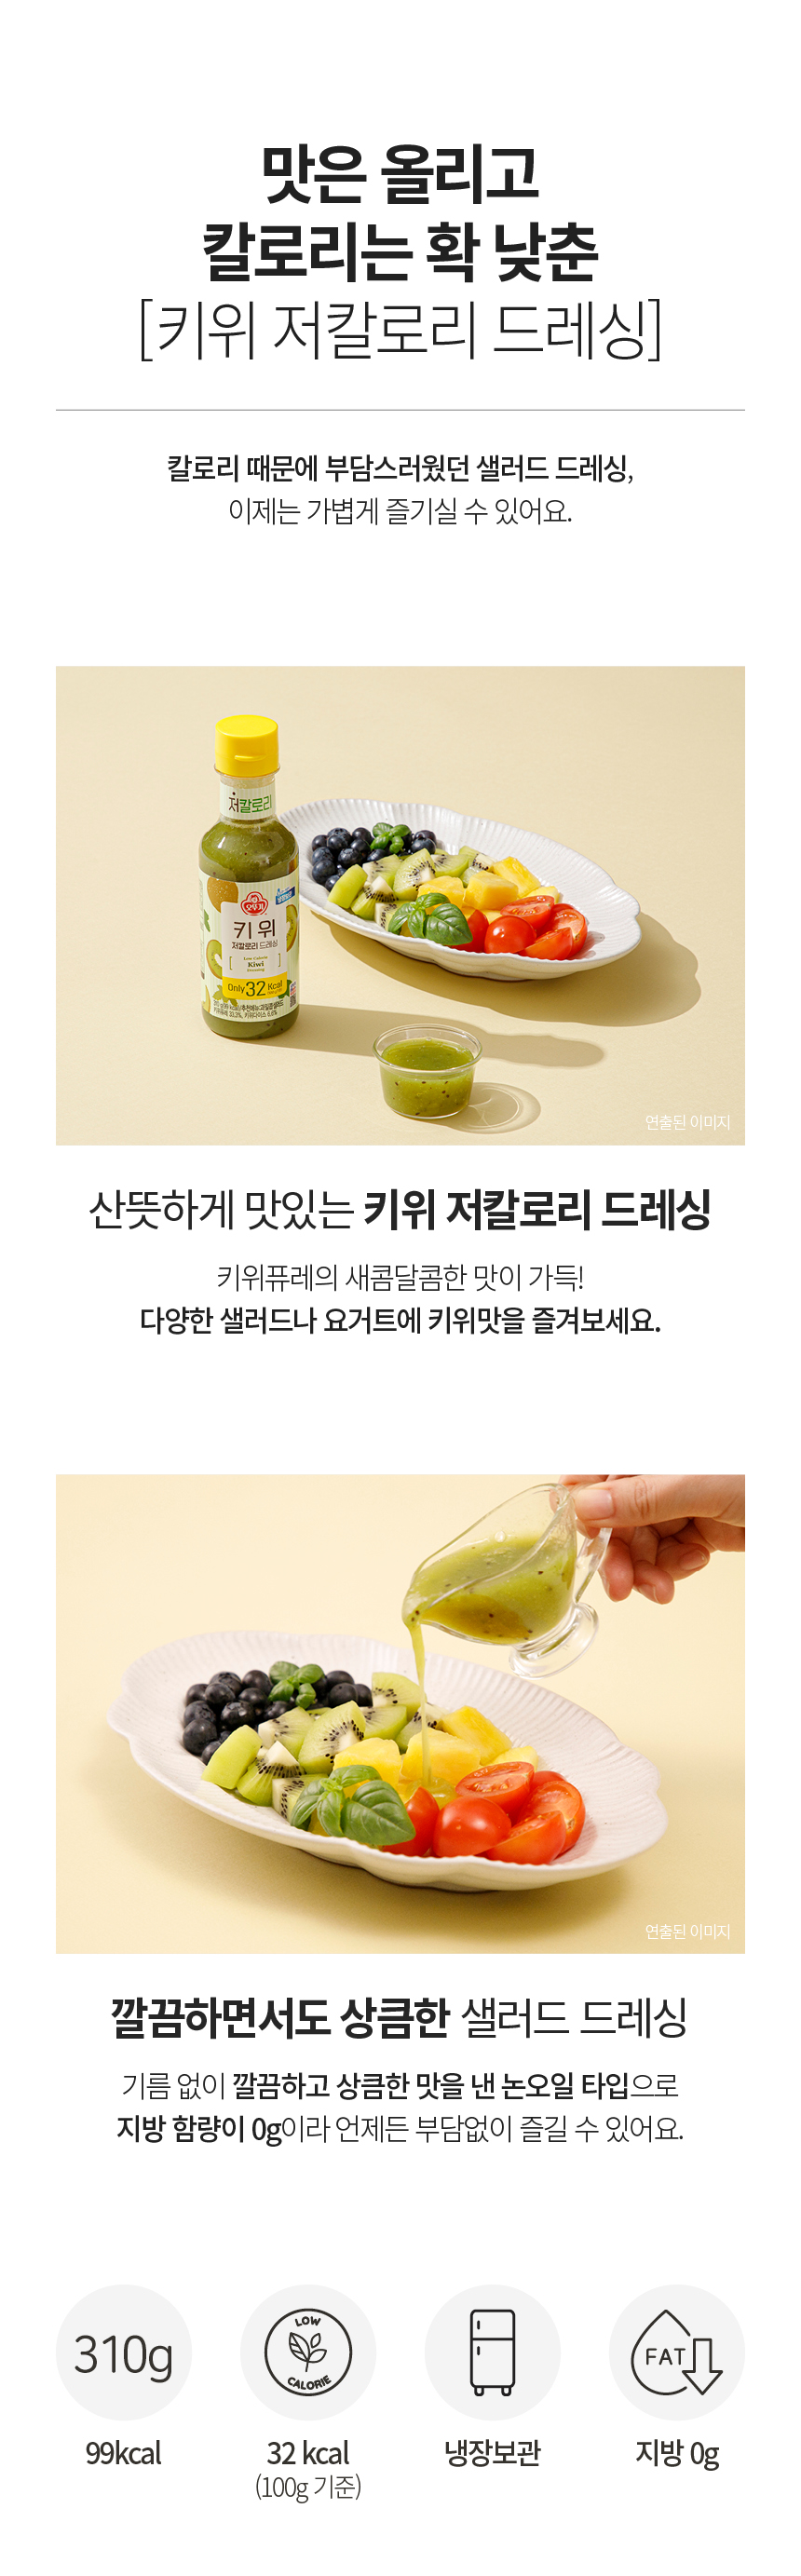 맛은 올리고
칼로리는 확 낮춘
[키위 저칼로리 드레싱]
칼로리 때문에 부담스러웠던 샐러드 드레싱,
이제는 가볍게 즐기실 수 있어요.
저칼로리
오뚜기
키위
저칼로리 드레싱
Low Calorie
Kiwi
Dressing
Only 32 Kcal
연출된 이미지
산뜻하게 맛있는 키위 저칼로리 드레싱
키위퓨레의 새콤달콤한 맛이 가득!
다양한 샐러드나 요거트에 키위맛을 즐겨보세요.
연출된 이미지
깔끔하면서도 상큼한 샐러드 드레싱
기름 없이 깔끔하고 상큼한 맛을 낸 논오일 타입으로
지방 함량이 0g이라 언제든 부담없이 즐길 수 있어요.
310g
99kcal
LOW
CALORIE
32 kcal
(100g 기준)
냉장보관
FAT
지방 0g